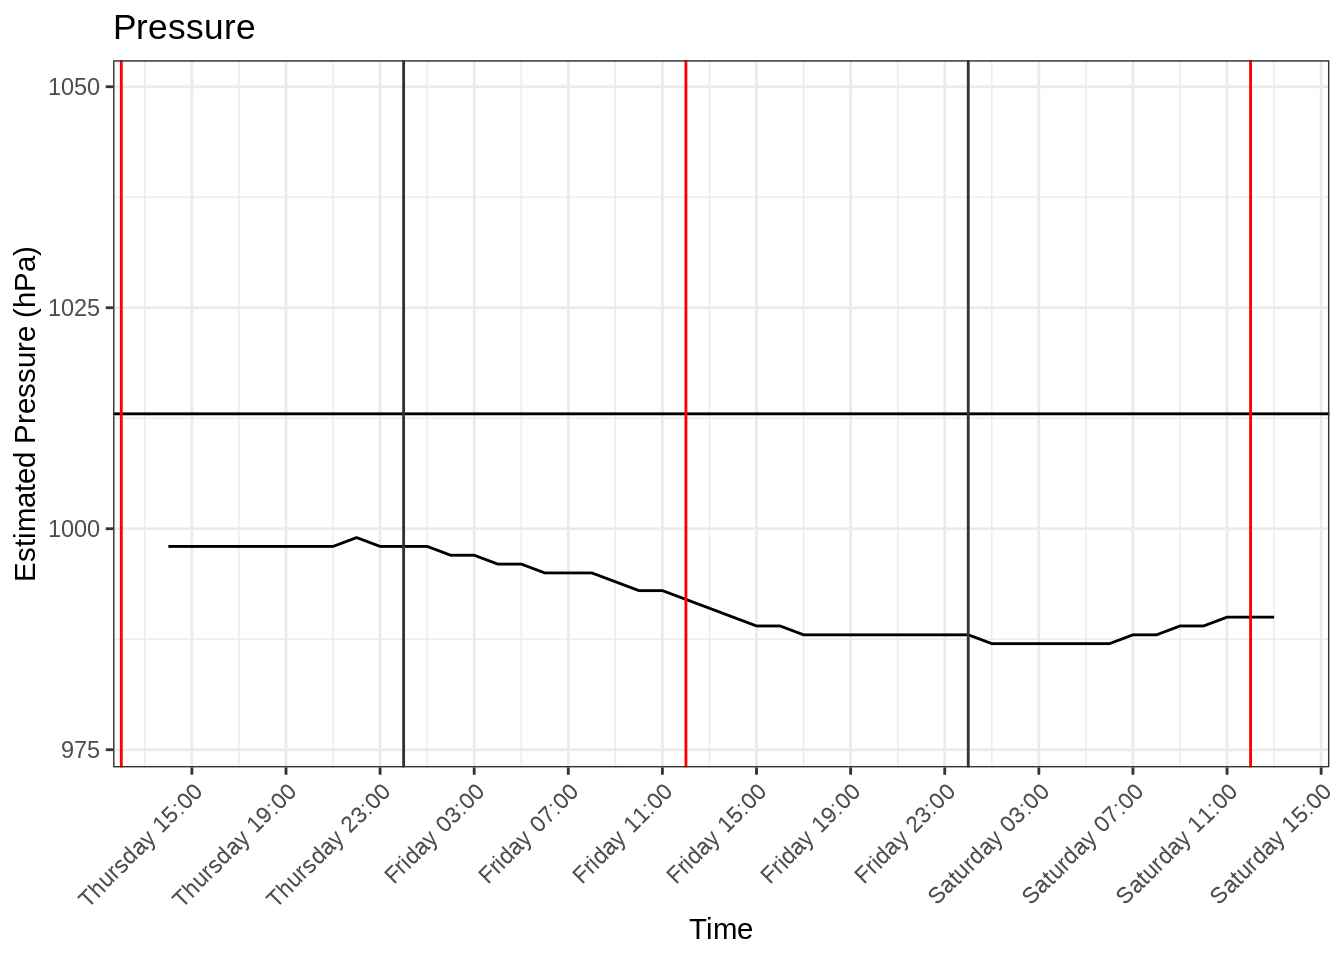 Pressure
Estimated Pressure (hPa)
1050
1025
1000
975
Thursday 15:00
Thursday 19:00
Thursday 23:00
Friday 03:00
Friday 07:00
Friday 11:00
Friday 15:00
Friday 19:00
Friday 23:00
Saturday 03:00
Saturday 07:00
Saturday 11:00
Saturday 15:00
Time